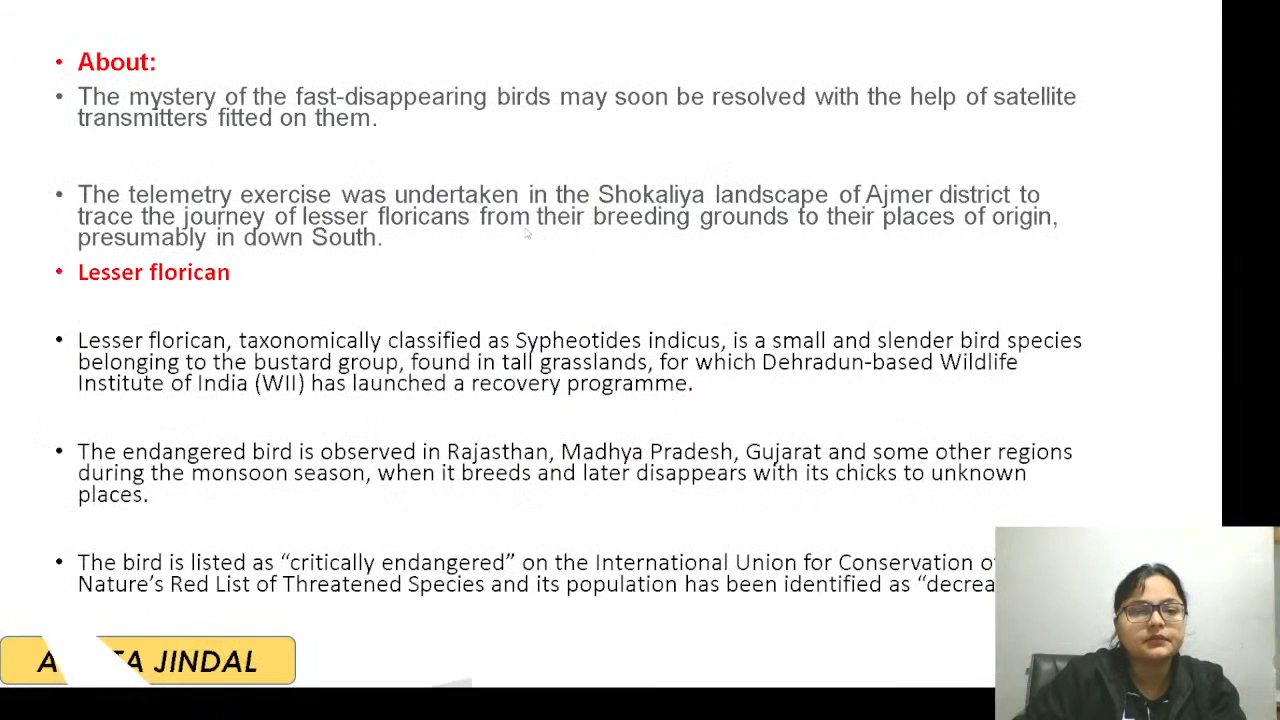 • About:
• The mystery of the fast-disappearing birds may soon be resolved with the help of satellite
transmitters fitted on them.
• The telemetry exercise was undertaken in the Shokaliya landscape of Ajmer district to
trace the journey of lesser floricans from their breeding grounds to their places of origin,
presumably in down South.
• Lesser florican
• Lesser florican, taxonomically classified as Sypheotides indicus, is a small and slender bird species
belonging to the bustard group, found in tall grasslands, for which Dehradun-based Wildlife
Institute of India (WII) has launched a recovery programme.
• The endangered bird is observed in Rajasthan, Madhya Pradesh, Gujarat and some other regions
during the monsoon season, when it breeds and later disappears with its chicks to unknown
places.
• The bird is listed as “critically endangered” on the International Union for Conservation
Nature’s Red List of Threatened Species and its population has been identified as
JINDAL